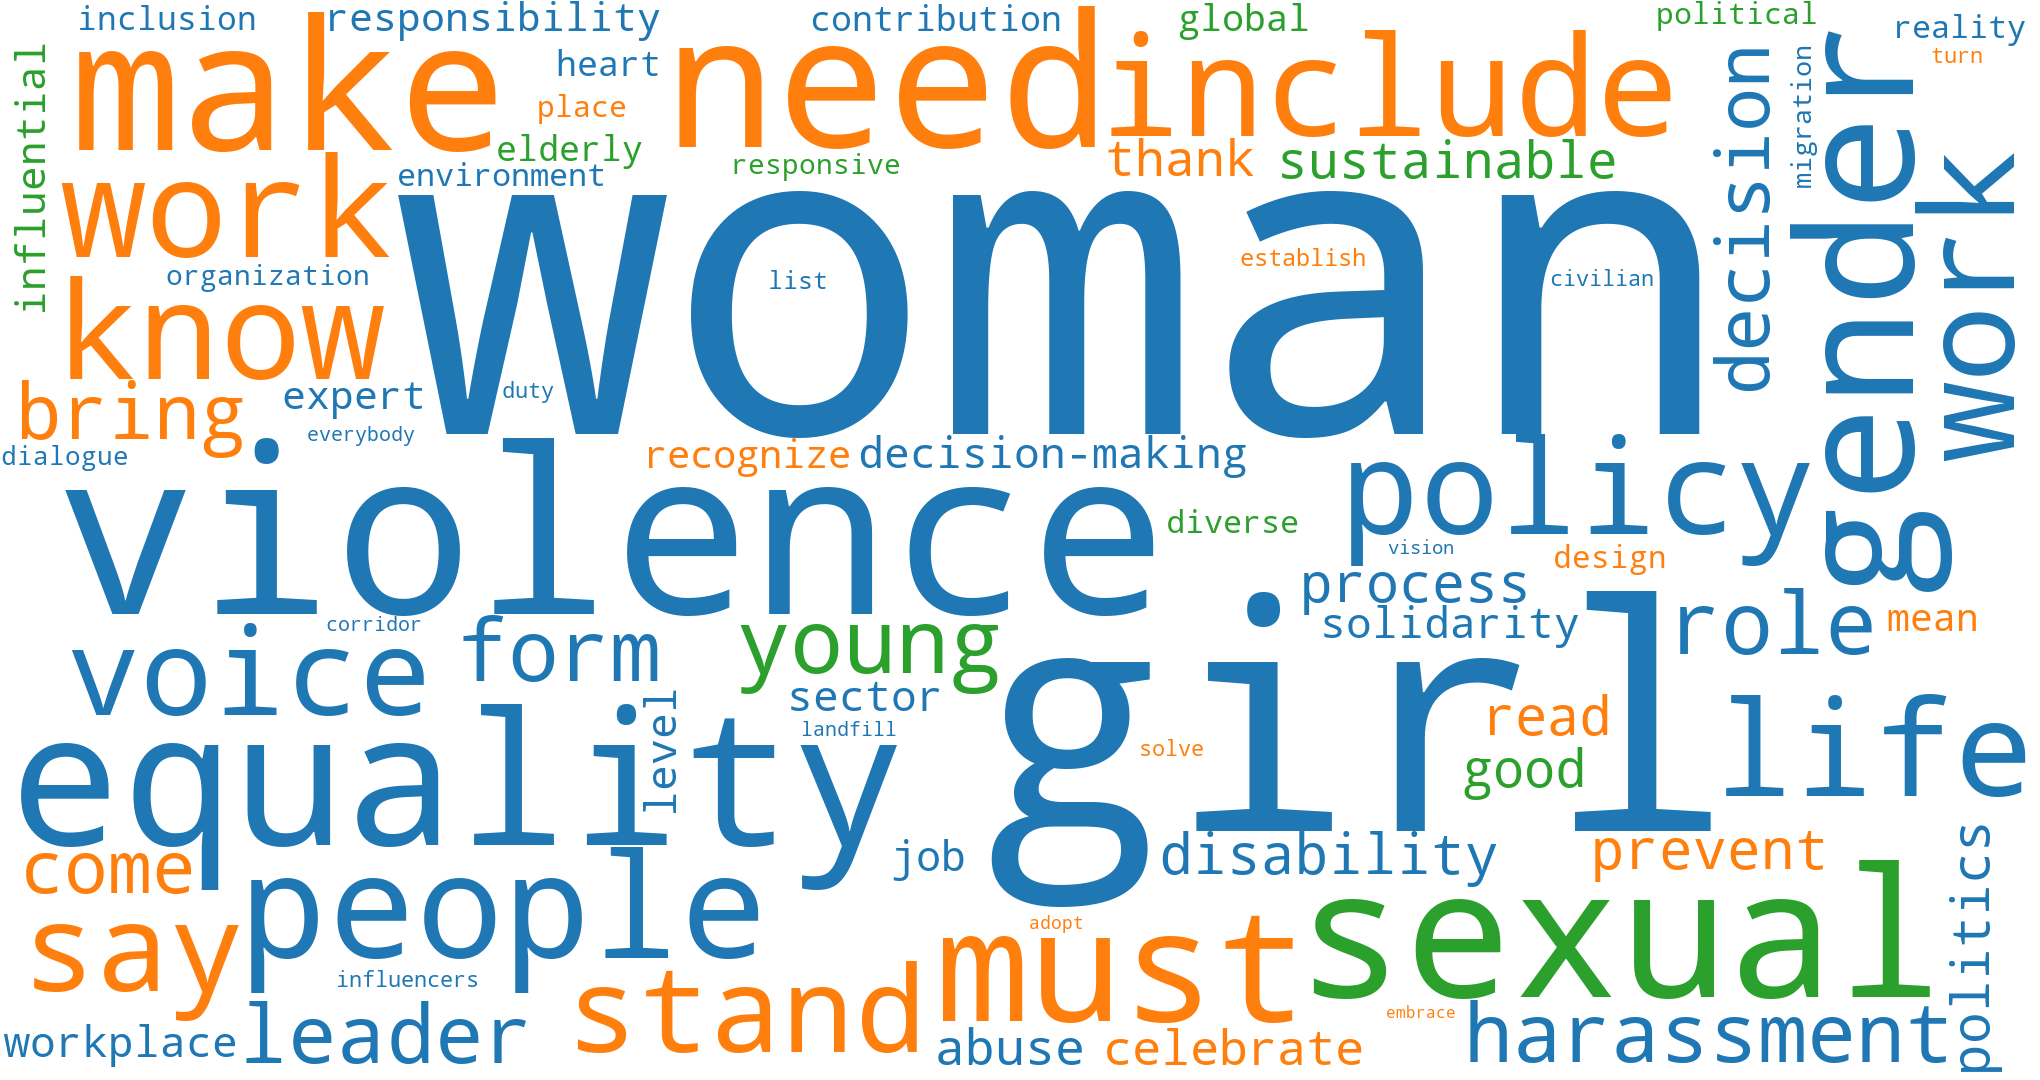 inclusion
responsibility
contribution
global
political
reality
turn
make
need
include
heart
place
elderly
environment
responsive
thank
sustainable
decision
migration
gender
work
influential
work
woman
organization
list
establish
civilian
know
bring
expert
duty
everybody
dialogue
recognize
decision-making
violence
policy
diverse
vision
design
process
solidarity
role
mean
corridor
voice
form
young
girl
sector
level
landfill
solve
read
good
life
equality
come
people
job
disability
prevent
politics
say
adopt
must
sexual
influencers
stand
embrace
workplace
leader
abuse
celebrate
harassment